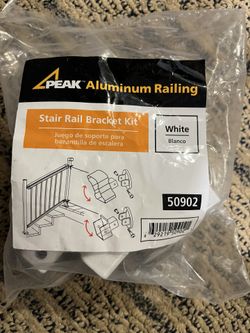 PEAK Aluminum Railing
Stair Rail Bracket Kit
Juego de soporte para
barandilla de escalera
White
Blanco
50902